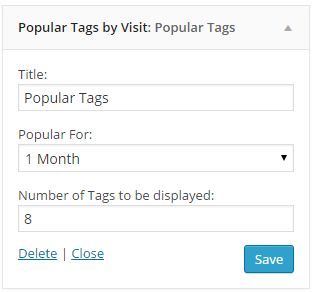 Popular Tags by Visit: Popular Tags
Title:
Popular Tags
Popular For:
1 Month
Number of Tags to be displayed:
8
Delete | Close Save